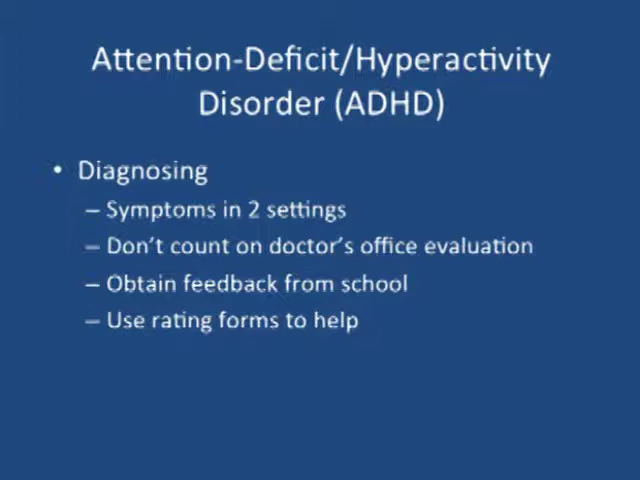 Attention-Deficit/Hyperactivity
Disorder (ADHD)
• Diagnosing
– Symptoms in 2 settings
– Don’t count on doctor’s office evaluation
– Obtain feedback from school
– Use rating forms to help